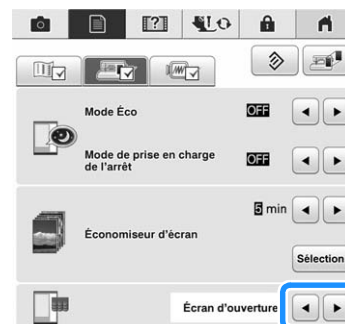 Mode Éco OFF
Mode de prise en charge
de l'arrêt OFF
5 min
Économiseur d'écran
Sélection
Écran d'ouverture